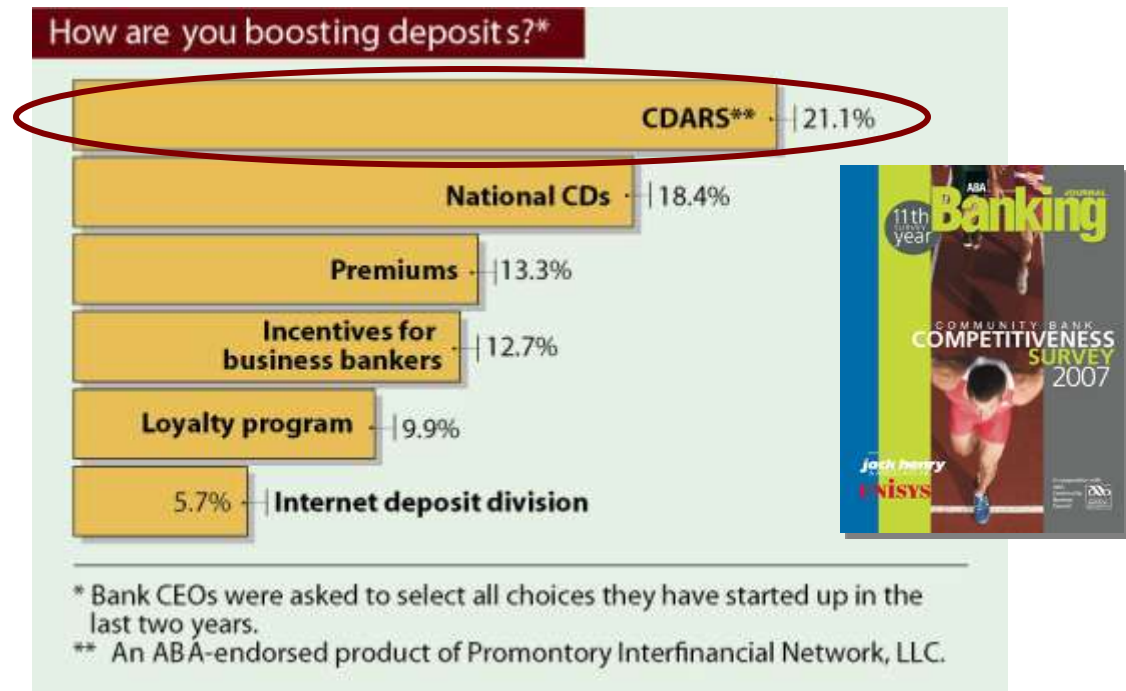 How are you boosting deposits?*
CDARS** 21.1%
National CDs 18.4%
Premiums 13.3%
Incentives for
business bankers 12.7%
Loyalty program 9.9%
5.7% Internet deposit division
* Bank CEOs were asked to select all choices they have started up in the
last two years.
** An ABA-endorsed product of Promontory Interfinancial Network, LLC.
ABA
Banking
JOURNAL
11th
SURVEY
year
COMMUNITY BANK
COMPETITIVENESS
SURVEY
2007
jack henry
UNISYS